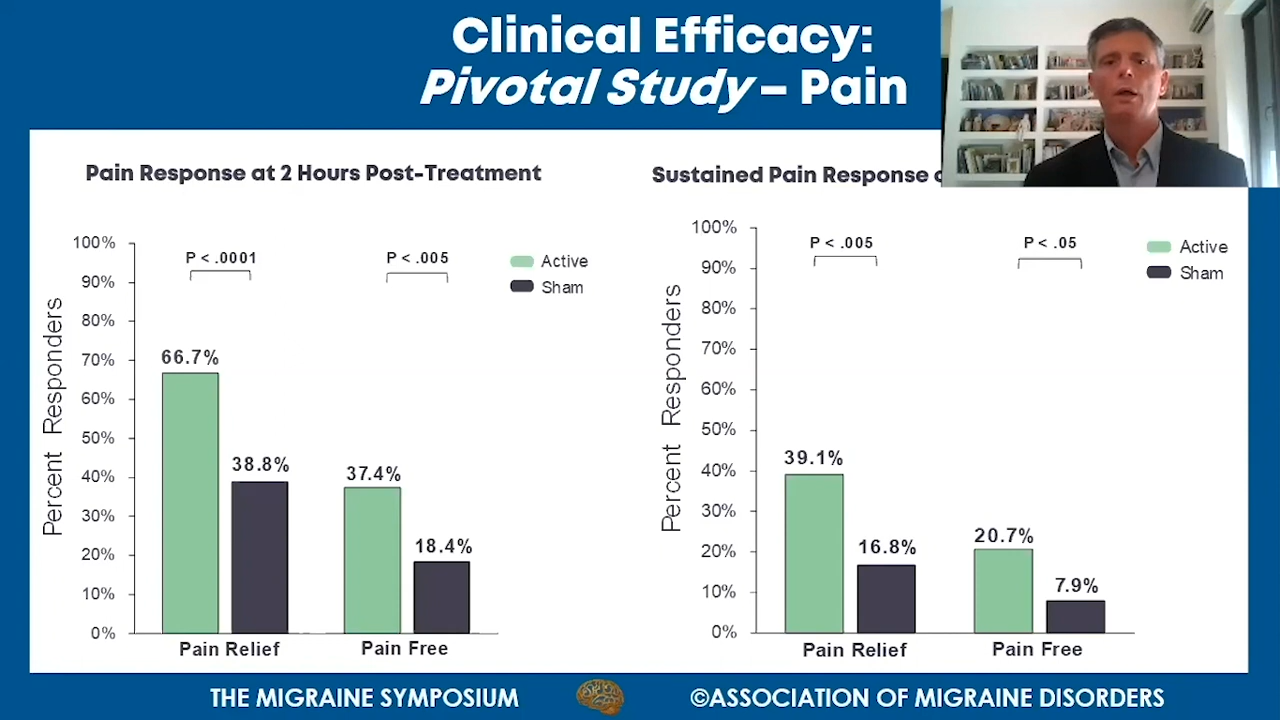 Clinical Efficacy:
Pivotal Study – Pain
Pain Response at 2 Hours Post-Treatment
100%
90%
80%
70%
60%
50%
40%
30%
20%
10%
0%
Percent Responders
P < .0001
P < .005
Active
Sham
66.7%
38.8%
37.4%
18.4%
Pain Relief
Pain Free
Sustained Pain Response
100%
90%
80%
70%
60%
50%
40%
30%
20%
10%
0%
Percent Responders
P < .005
P < .05
Active
Sham
39.1%
16.8%
20.7%
7.9%
Pain Relief
Pain Free
THE MIGRAINE SYMPOSIUM
©ASSOCIATION OF MIGRAINE DISORDERS